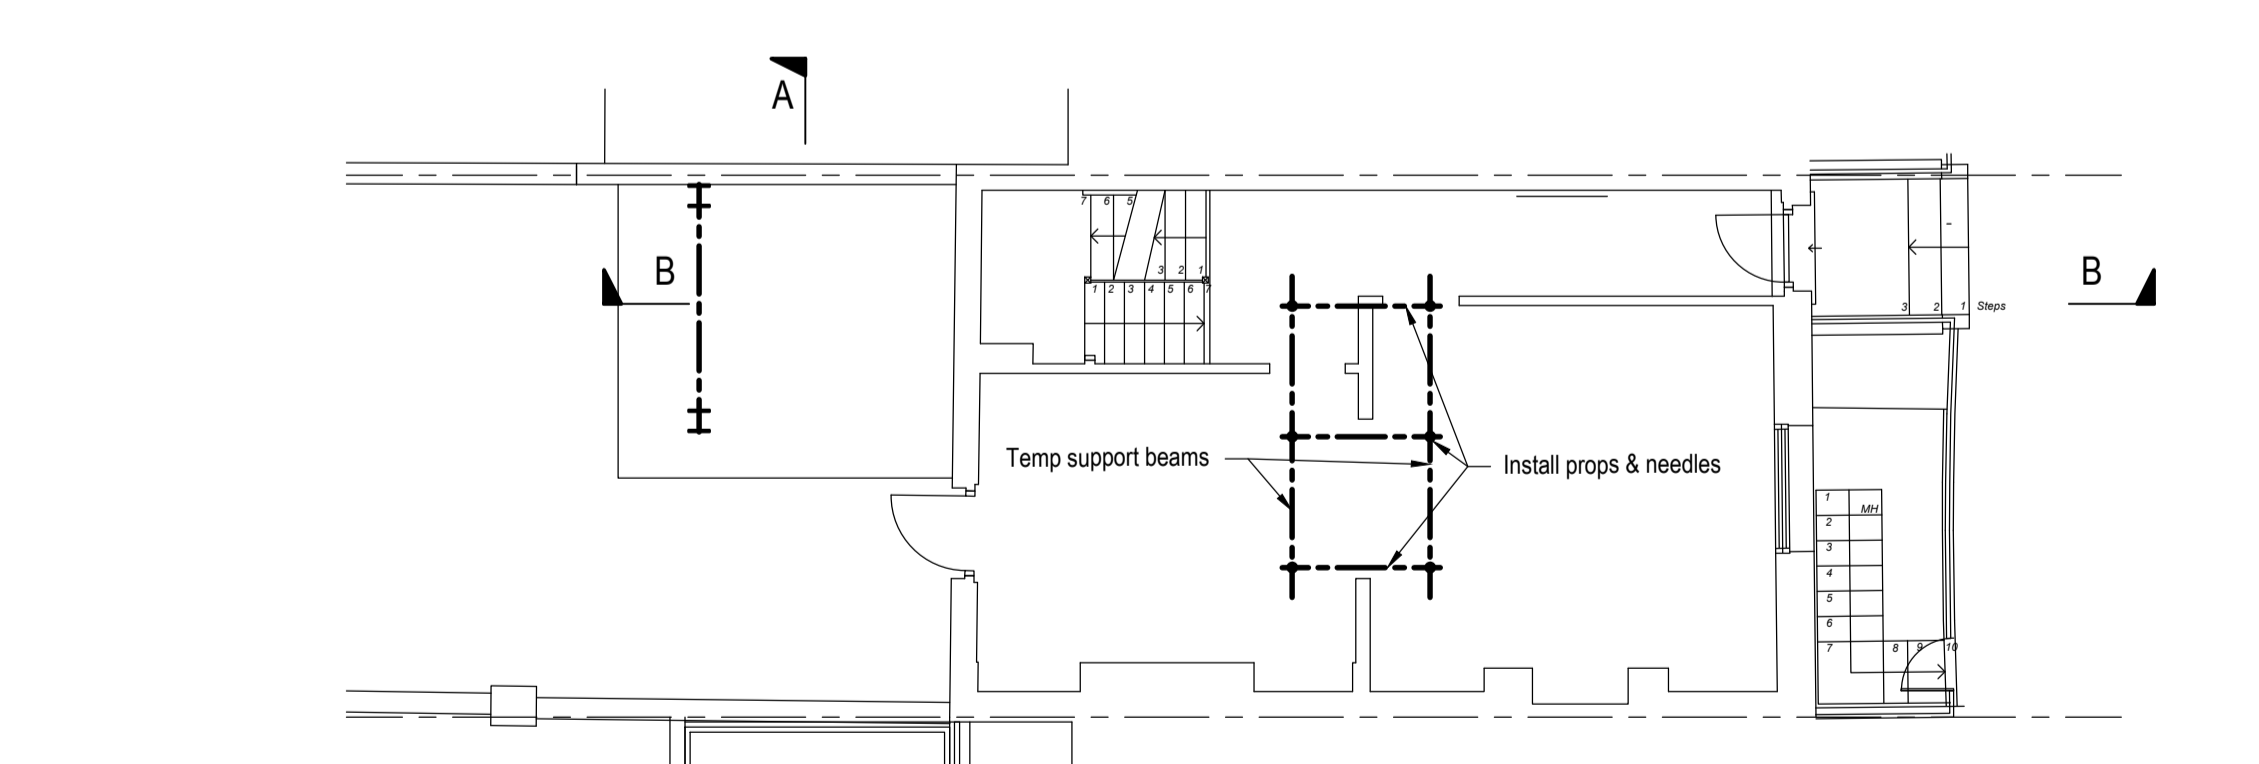 A
B
B
7 6 5
3 2 1
1 2 3 4 5 6 7
3 2 1 Steps
Temp support beams
Install props & needles
1
MH
2
3
4
5
6
7 8 9 10